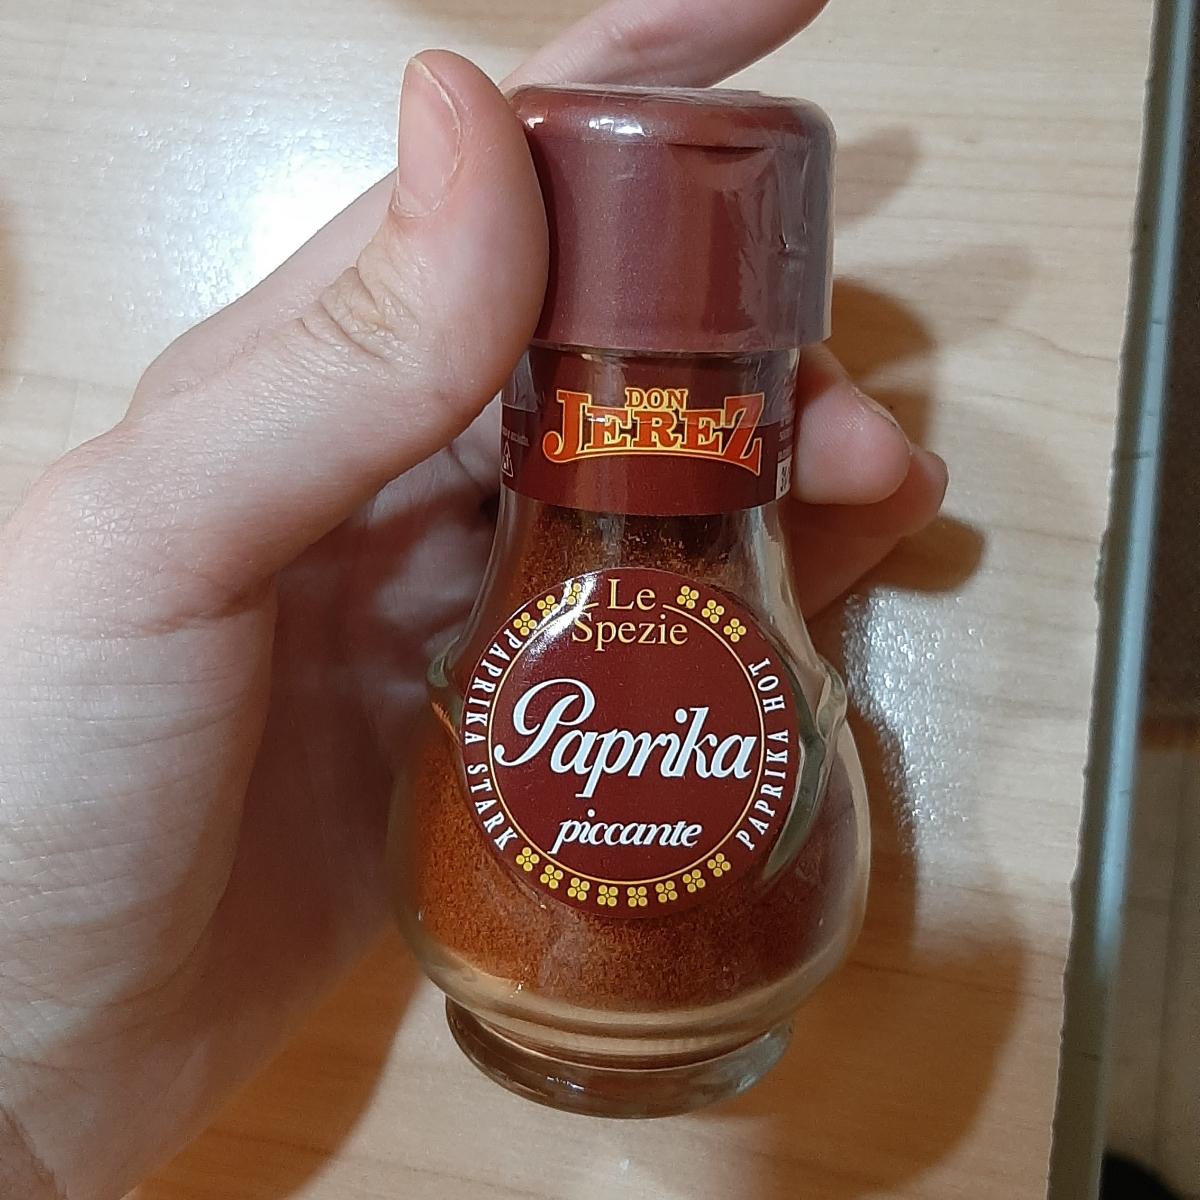 DON
JEREZ
Le
Spezie
Paprika
piccante
PAPRIKA STARK
PAPRIKA HOT